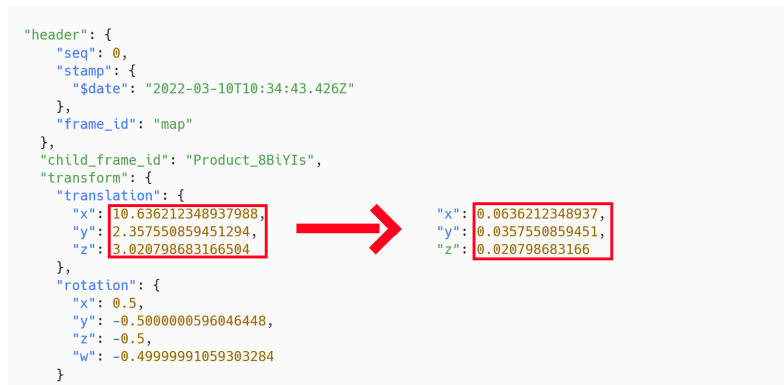 "header": {
"seq": 0,
"stamp": {
"$date": "2022-03-10T10:34:43.426Z"
},
"frame_id": "map"
},
"child_frame_id": "Product_8BiYIs",
"transform": {
"translation": {
"x": 10.636212348937988, "x": 0.0636212348937,
"y": 2.357550859451294, "y": 0.0357550859451,
"z": 3.020798683166504 "z": 0.020798683166
},
"rotation": {
"x": 0.5,
"y": -0.5000000596046448,
"z": -0.5,
"w": -0.49999991059303284
}